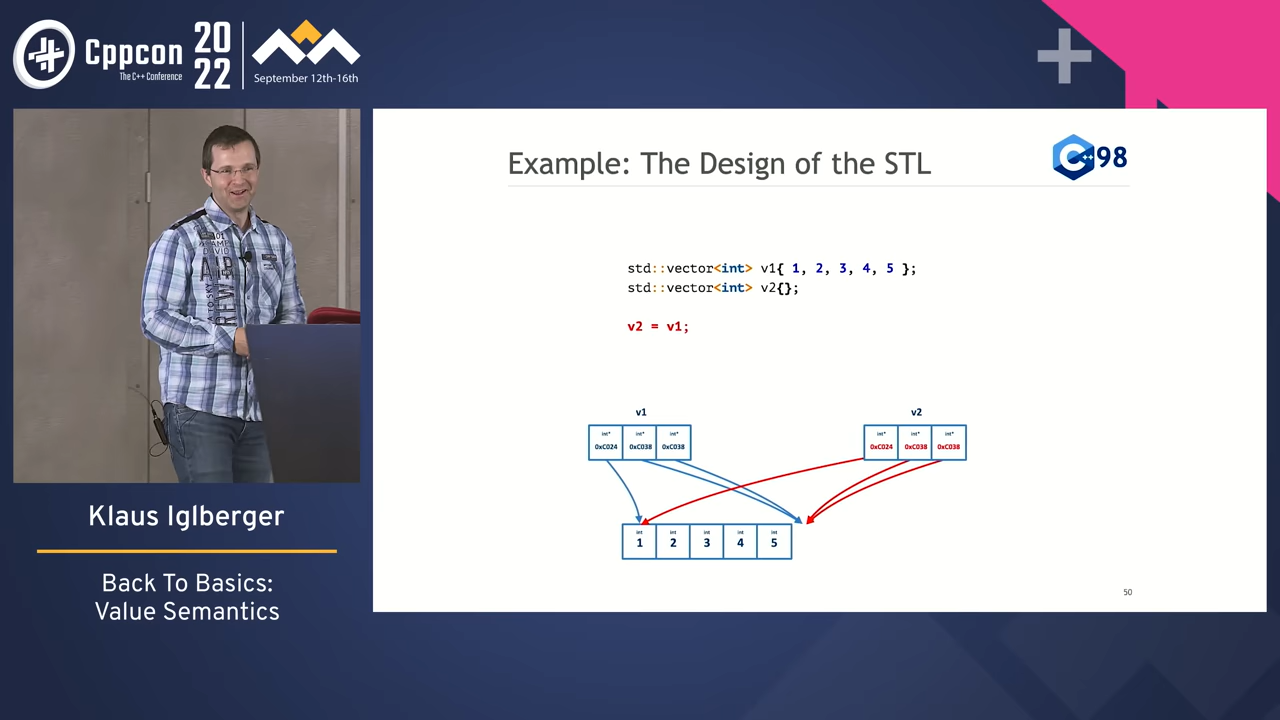 Cppcon
The C++ Conference
20
22
September 12th-16th
Example: The Design of the STL
C++ 98
std::vector<int> v1{ 1, 2, 3, 4, 5 };
std::vector<int> v2{};
v2 = v1;
v1
v2
int* int* int*
0xC024 0xC038 0xC038
int* int* int*
0xC024 0xC038 0xC038
int int int int int
1 2 3 4 5
50
Klaus Iglberger
Back To Basics:
Value Semantics